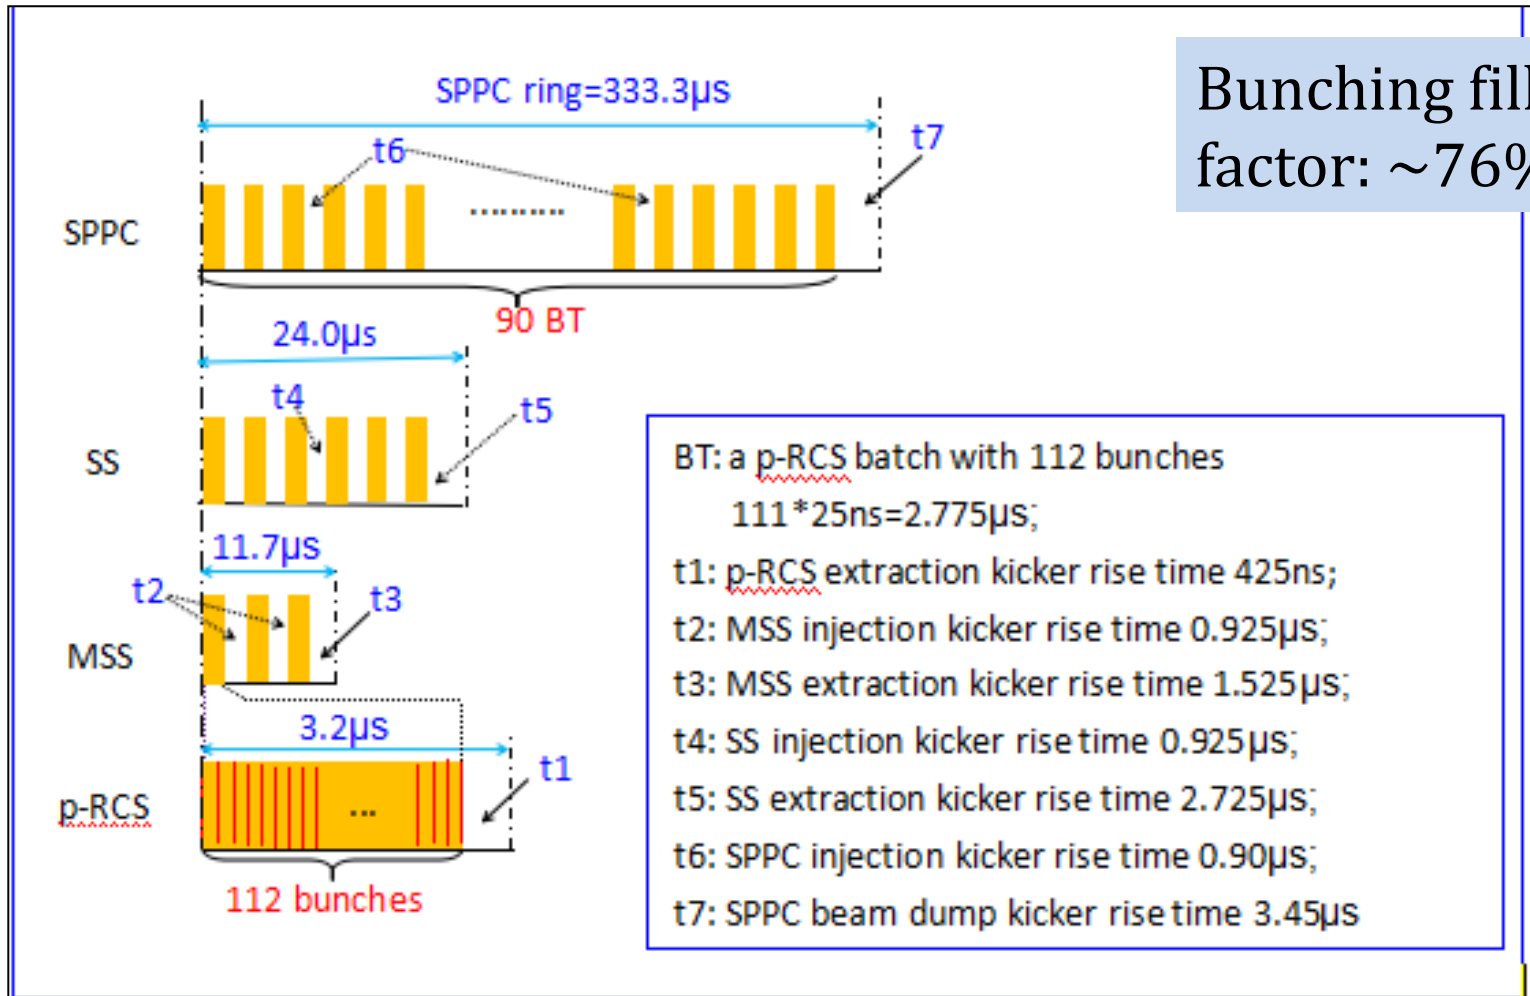 SPPC ring=333.3µs
Bunching fill
factor: ~76%
t6
t7
SPPC
90 BT
24.0µs
t4
t5
SS
11.7µs
t2
t3
MSS
3.2µs
t1
p-RCS
...
112 bunches
BT: a p-RCS batch with 112 bunches
111*25ns=2.775µs;
t1: p-RCS extraction kicker rise time 425ns;
t2: MSS injection kicker rise time 0.925µs;
t3: MSS extraction kicker rise time 1.525µs;
t4: SS injection kicker rise time 0.925µs;
t5: SS extraction kicker rise time 2.725µs;
t6: SPPC injection kicker rise time 0.90µs;
t7: SPPC beam dump kicker rise time 3.45µs